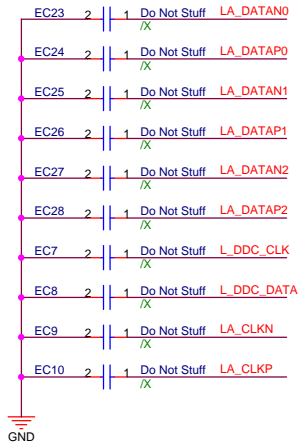 EC23 2 1 Do Not Stuff LA_DATAN0
/X
EC24 2 1 Do Not Stuff LA_DATAP0
/X
EC25 2 1 Do Not Stuff LA_DATAN1
/X
EC26 2 1 Do Not Stuff LA_DATAP1
/X
EC27 2 1 Do Not Stuff LA_DATAN2
/X
EC28 2 1 Do Not Stuff LA_DATAP2
/X
EC7 2 1 Do Not Stuff L_DDC_CLK
/X
EC8 2 1 Do Not Stuff L_DDC_DATA
/X
EC9 2 1 Do Not Stuff LA_CLKN
/X
EC10 2 1 Do Not Stuff LA_CLKP
/X
GND